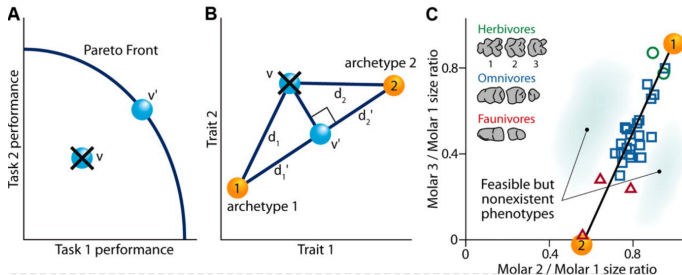 A
Pareto Front
v'
v
Task 2 performance
Task 1 performance
B
archetype 2
v
2
d₂
d₂'
v'
d₁
d₁'
1
archetype 1
Trait 2
Trait 1
C
Herbivores
1 2 3
Omnivores
Faunivores
Feasible but
nonexistent
phenotypes
1
2
0.8
0.4
0
0
0.4
0.8
Molar 3 / Molar 1 size ratio
Molar 2 / Molar 1 size ratio